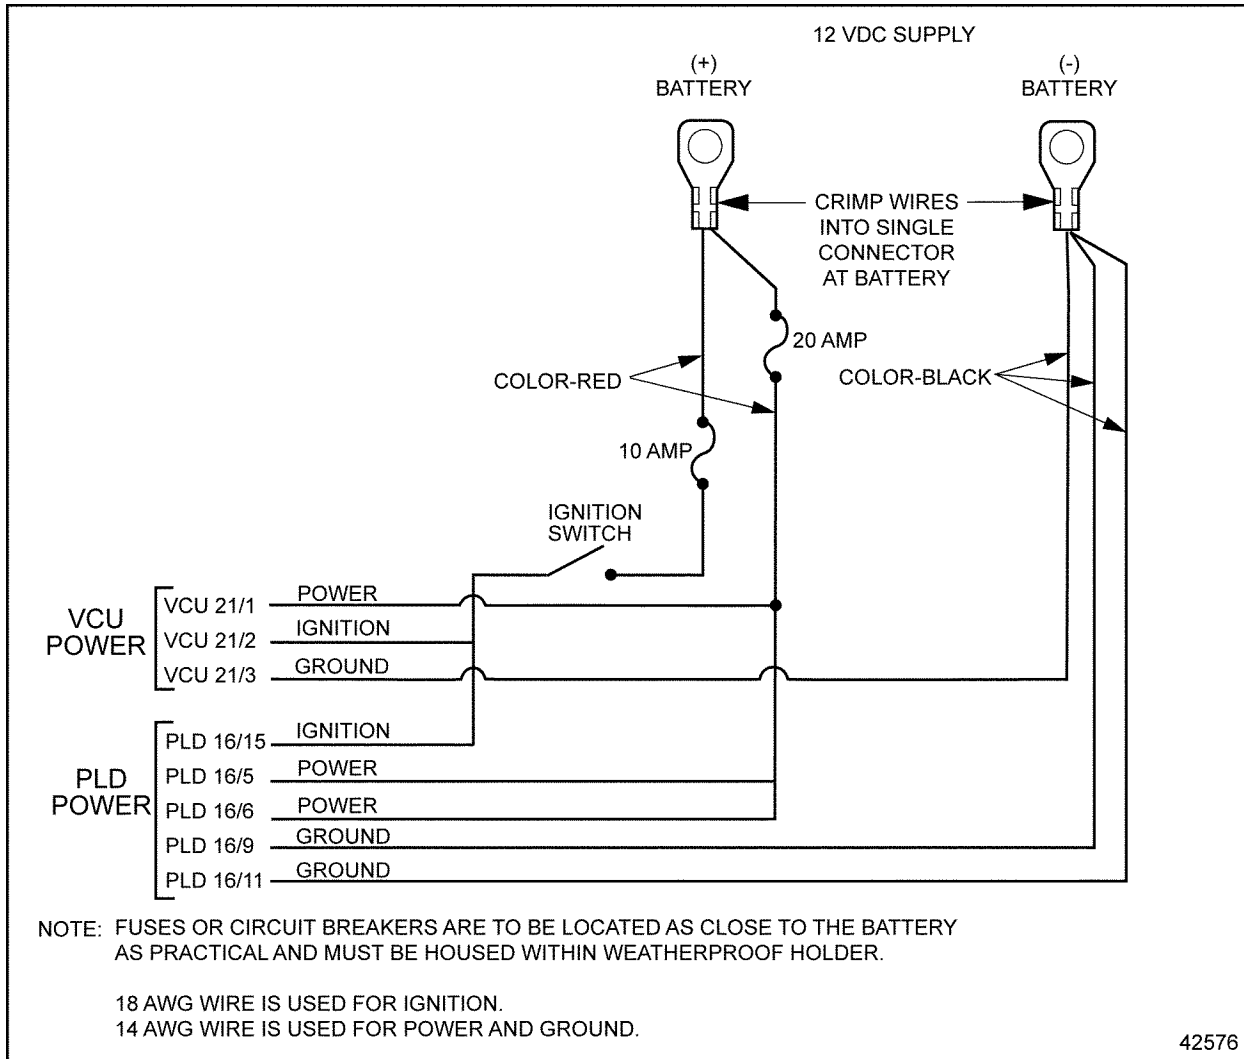 12 VDC SUPPLY
(+)
BATTERY
(-)
BATTERY
CRIMP WIRES
INTO SINGLE
CONNECTOR
AT BATTERY
20 AMP
COLOR-RED
COLOR-BLACK
10 AMP
IGNITION
SWITCH
VCU
POWER
VCU 21/1 POWER
VCU 21/2 IGNITION
VCU 21/3 GROUND
PLD
POWER
PLD 16/15 IGNITION
PLD 16/5 POWER
PLD 16/6 POWER
PLD 16/9 GROUND
PLD 16/11 GROUND
NOTE: FUSES OR CIRCUIT BREAKERS ARE TO BE LOCATED AS CLOSE TO THE BATTERY
AS PRACTICAL AND MUST BE HOUSED WITHIN WEATHERPROOF HOLDER.
18 AWG WIRE IS USED FOR IGNITION.
14 AWG WIRE IS USED FOR POWER AND GROUND.
42576